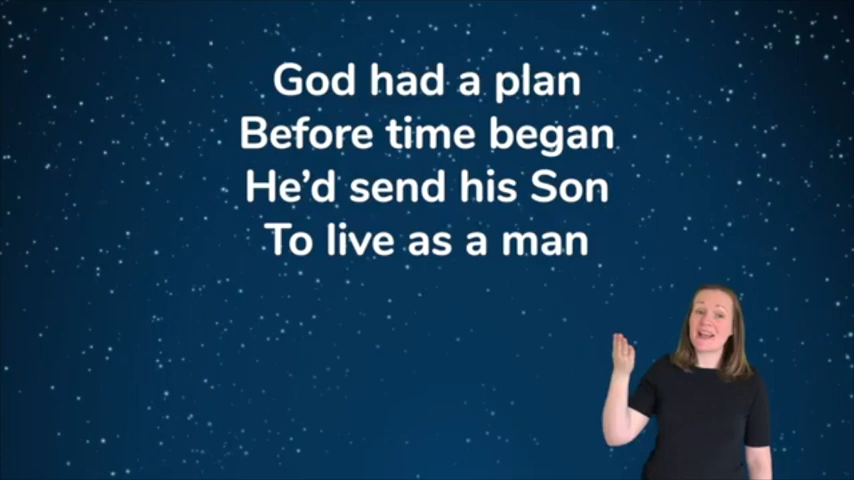 God had a plan
Before time began
He’d send his Son
To live as a man